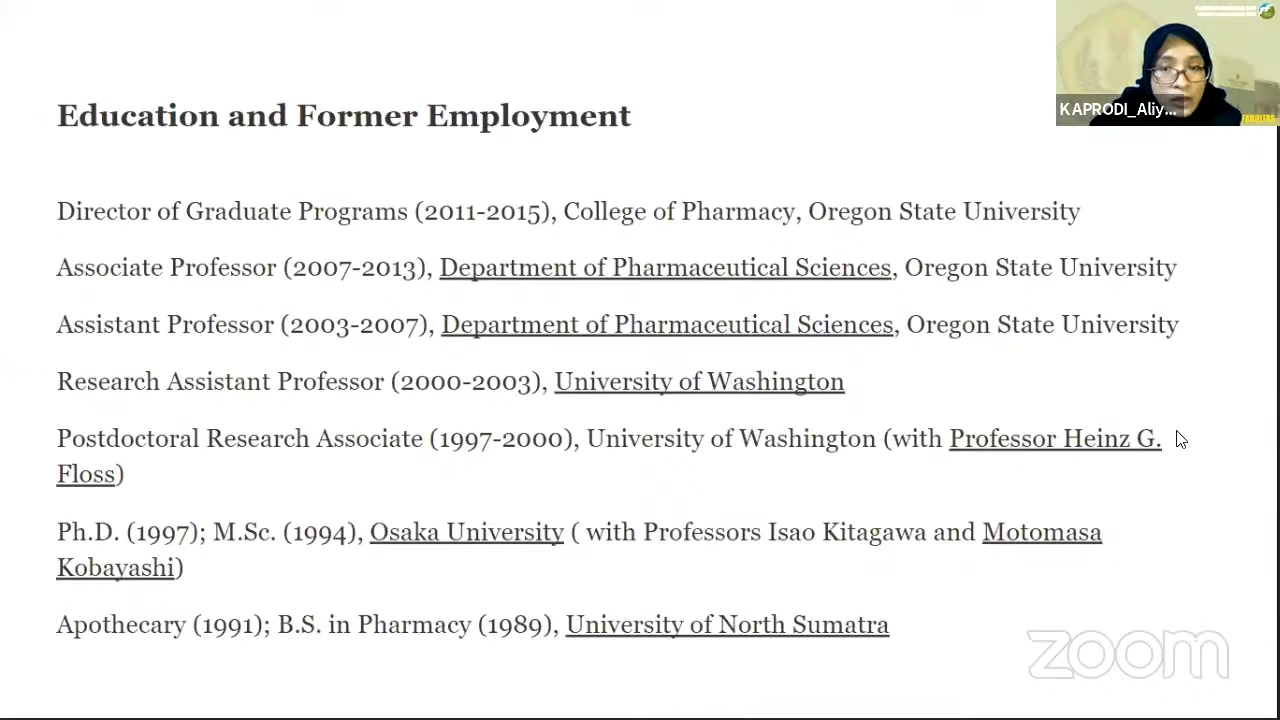 KAPRODI_Aliy...
Education and Former Employment
Director of Graduate Programs (2011-2015), College of Pharmacy, Oregon State University
Associate Professor (2007-2013), Department of Pharmaceutical Sciences, Oregon State University
Assistant Professor (2003-2007), Department of Pharmaceutical Sciences, Oregon State University
Research Assistant Professor (2000-2003), University of Washington
Postdoctoral Research Associate (1997-2000), University of Washington (with Professor Heinz G.
Floss)
Ph.D. (1997); M.Sc. (1994), Osaka University ( with Professors Isao Kitagawa and Motomasa
Kobayashi)
Apothecary (1991); B.S. in Pharmacy (1989), University of North Sumatra
zoom